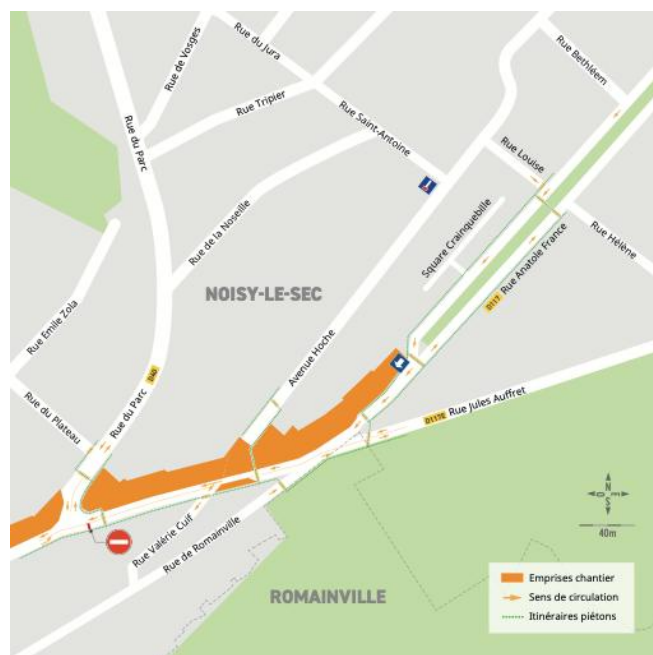 Rue de Vosges
Rue du Jura
Rue Bethléem
Rue Tripier
Rue du Parc
Rue Saint-Antoine
Rue Louise
Rue de la Noseille
Square Crainquebille
Rue Hélène
Rue Anatole France
D117
NOISY-LE-SEC
Rue Emile Zola
Avenue Hoche
D40
Rue du Parc
Rue du Plateau
D117E
Rue Jules Auffret
N
S
40m
Rue Valérie Cuif
Rue de Romainville
ROMAINVILLE
Emprises chantier
Sens de circulation
Itinéraires piétons